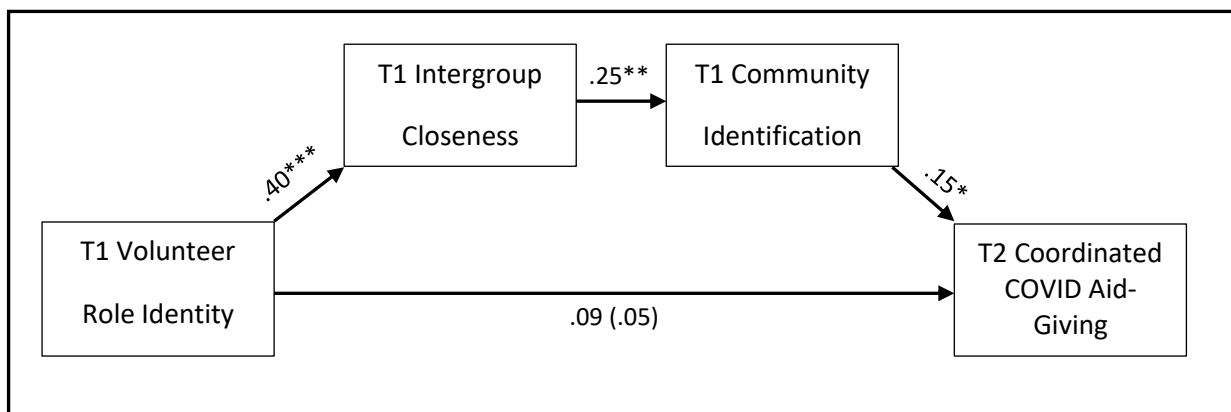 T1 Intergroup
Closeness
.25**
T1 Community
Identification
.40***
.15*
T1 Volunteer
Role Identity
.09 (.05)
T2 Coordinated
COVID Aid-
Giving